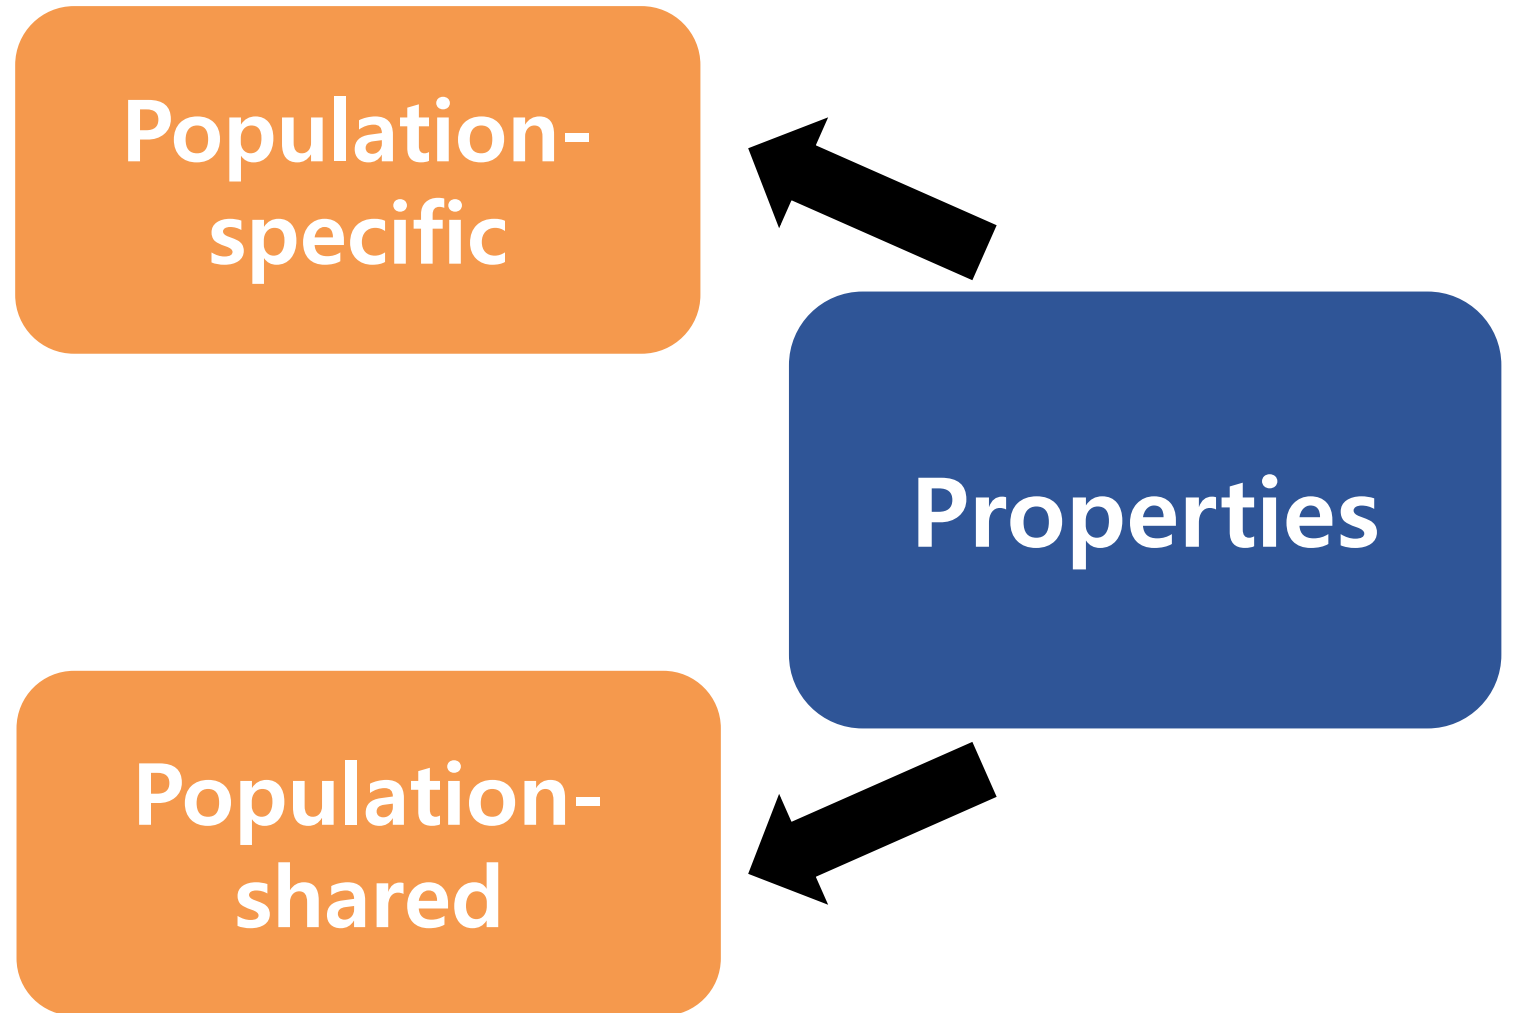 Population-
specific
Properties
Population-
shared